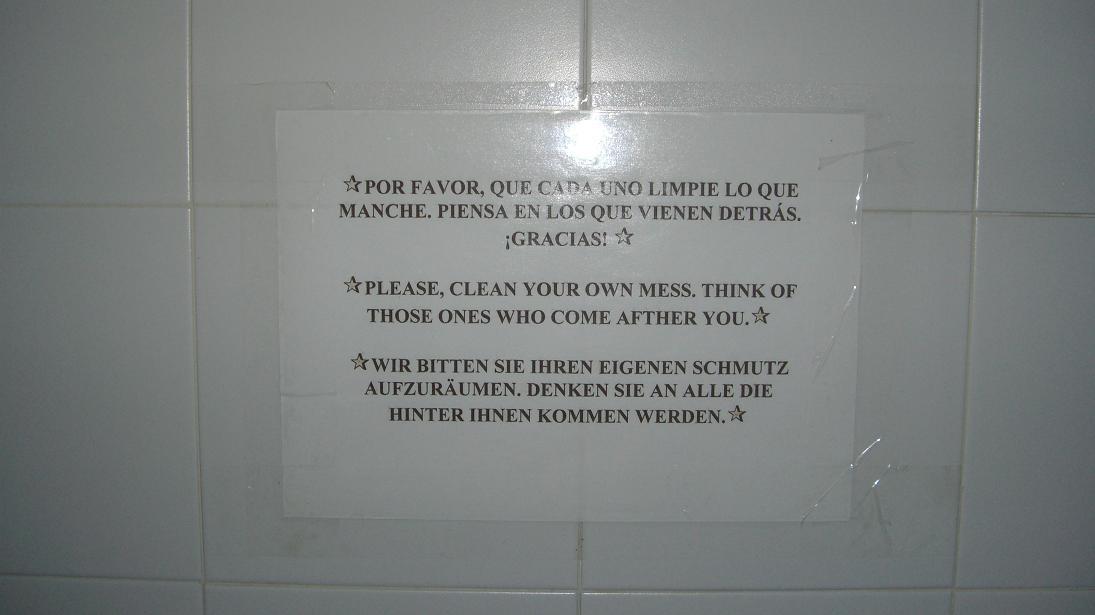 ☆POR FAVOR, QUE CADA UNO LIMPIE LO QUE
MANCHE. PIENSA EN LOS QUE VIENEN DETRÁS.
¡GRACIAS! ☆
☆PLEASE, CLEAN YOUR OWN MESS. THINK OF
THOSE ONES WHO COME AFTHER YOU.☆
☆WIR BITTEN SIE IHREN EIGENEN SCHMUTZ
AUFZURÄUMEN. DENKEN SIE AN ALLE DIE
HINTER IHNEN KOMMEN WERDEN.☆